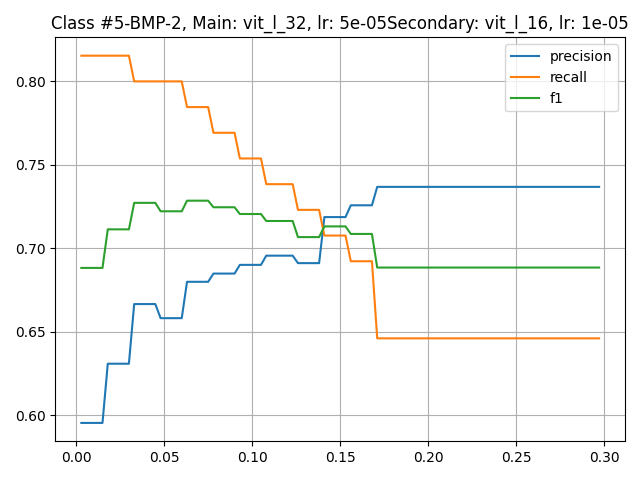 Class #5-BMP-2, Main: vit_l_32, lr: 5e-05Secondary: vit_l_16, lr: 1e-05
precision
recall
f1
0.80
0.75
0.70
0.65
0.60
0.00 0.05 0.10 0.15 0.20 0.25 0.30